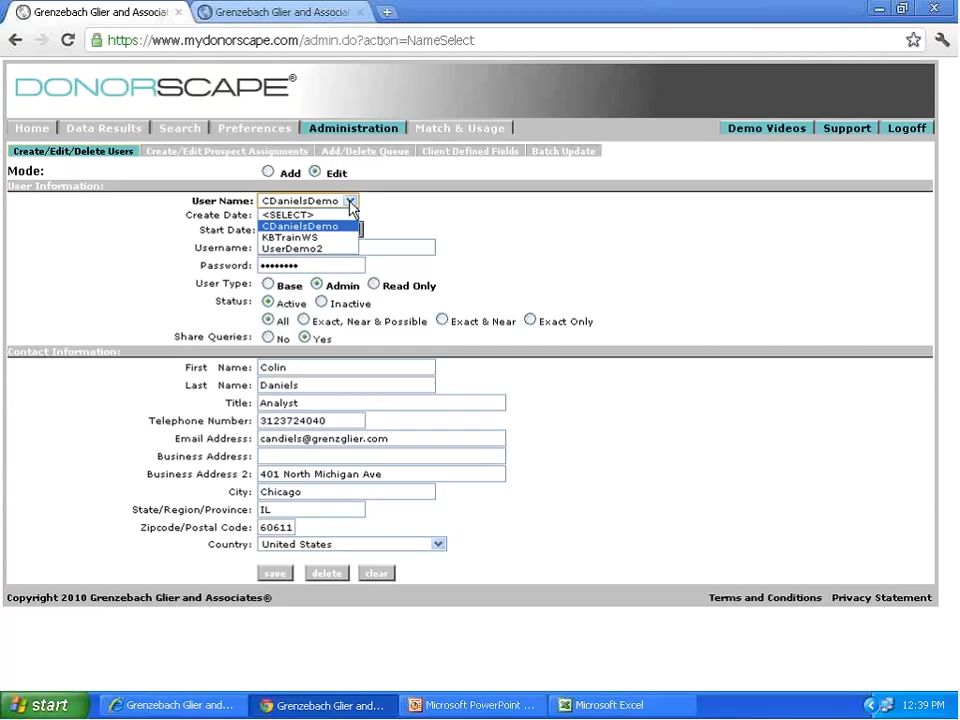 Grenzebach Glier and Associat
Grenzebach Glier and Associat
https://www.mydonorscape.com/admin.do?action=NameSelect
DONORSCAPE®
Home
Data Results
Search
Preferences
Administration
Match & Usage
Demo Videos
Support
Logoff
Create/Edit/Delete Users
Create/Edit Prospect Assignments
Add/Delete Queue
Client Defined Fields
Batch Update
Mode: Add Edit
User Information:
User Name: CDanielsDemo
Create Date: <SELECT>
CDanielsDemo
Start Date:
KBTrainWS
Username: UserDemo2
Password: ••••••••
User Type: Base Admin Read Only
Status: Active Inactive
All Exact, Near & Possible Exact & Near Exact Only
Share Queries: No Yes
Contact Information:
First Name: Colin
Last Name: Daniels
Title: Analyst
Telephone Number: 3123724040
Email Address: candiels@grenzglier.com
Business Address:
Business Address 2: 401 North Michigan Ave
City: Chicago
State/Region/Province: IL
Zipcode/Postal Code: 60611
Country: United States
save delete clear
Copyright 2010 Grenzebach Glier and Associates®
Terms and Conditions Privacy Statement
start
Grenzebach Glier and...
Grenzebach Glier and...
Microsoft PowerPoint ...
Microsoft Excel
12:39 PM